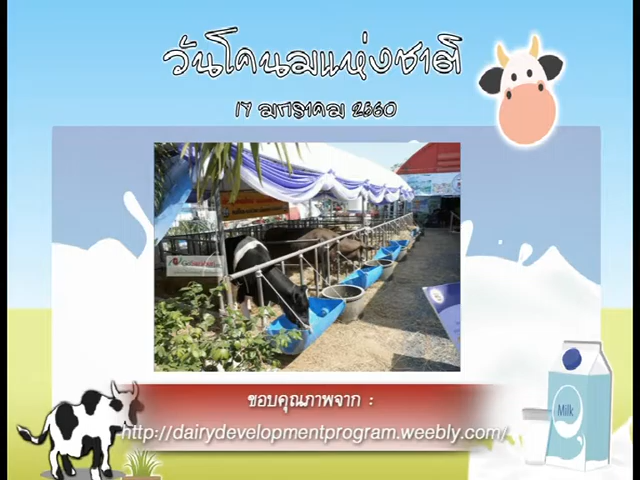 วันโคนมแห่งชาติ
17 มกราคม 2560
ขอบคุณภาพจาก :
http://dairydevelopmentprogram.weebly.com/
Milk